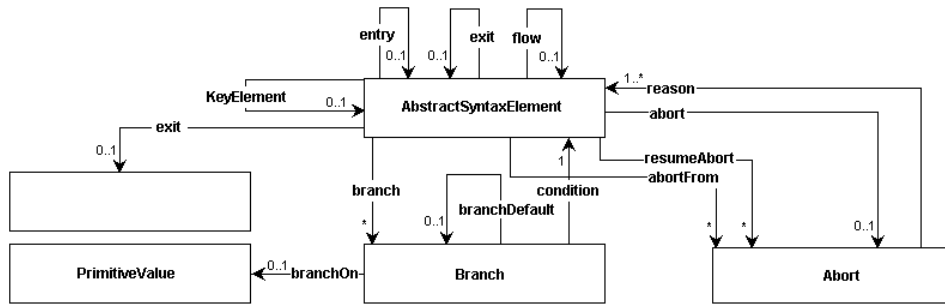 entry
exit
flow
0..1
0..1
0..1
KeyElement
0..1
AbstractSyntaxElement
1..*
reason
abort
exit
0..1
resumeAbort
abortFrom
branch
1
condition
branchDefault
0..1
*
*
*
0..1
PrimitiveValue
0..1
branchOn
Branch
Abort